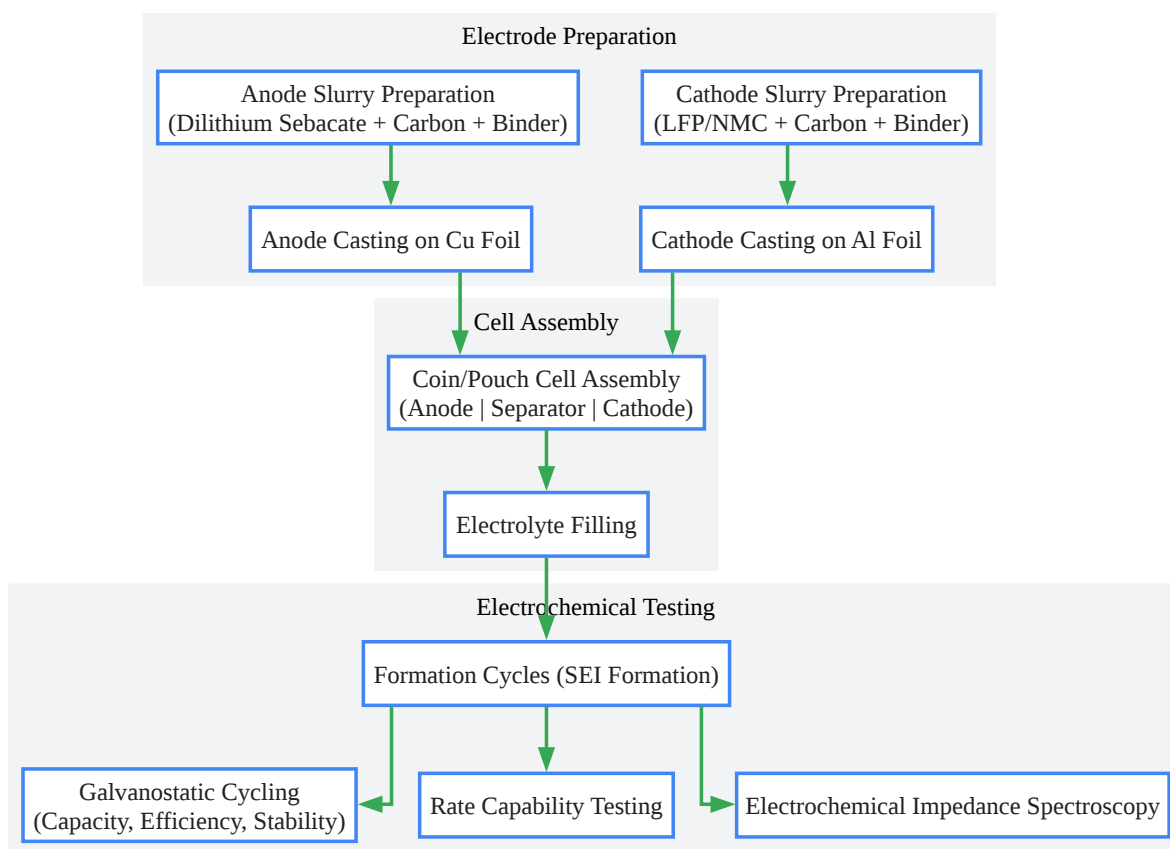 Electrode Preparation
Anode Slurry Preparation
(Dilithium Sebacate + Carbon + Binder)
Cathode Slurry Preparation
(LFP/NMC + Carbon + Binder)
Anode Casting on Cu Foil
Cathode Casting on Al Foil
Cell Assembly
Coin/Pouch Cell Assembly
(Anode | Separator | Cathode)
Electrolyte Filling
Electrochemical Testing
Formation Cycles (SEI Formation)
Galvanostatic Cycling
(Capacity, Efficiency, Stability)
Rate Capability Testing
Electrochemical Impedance Spectroscopy